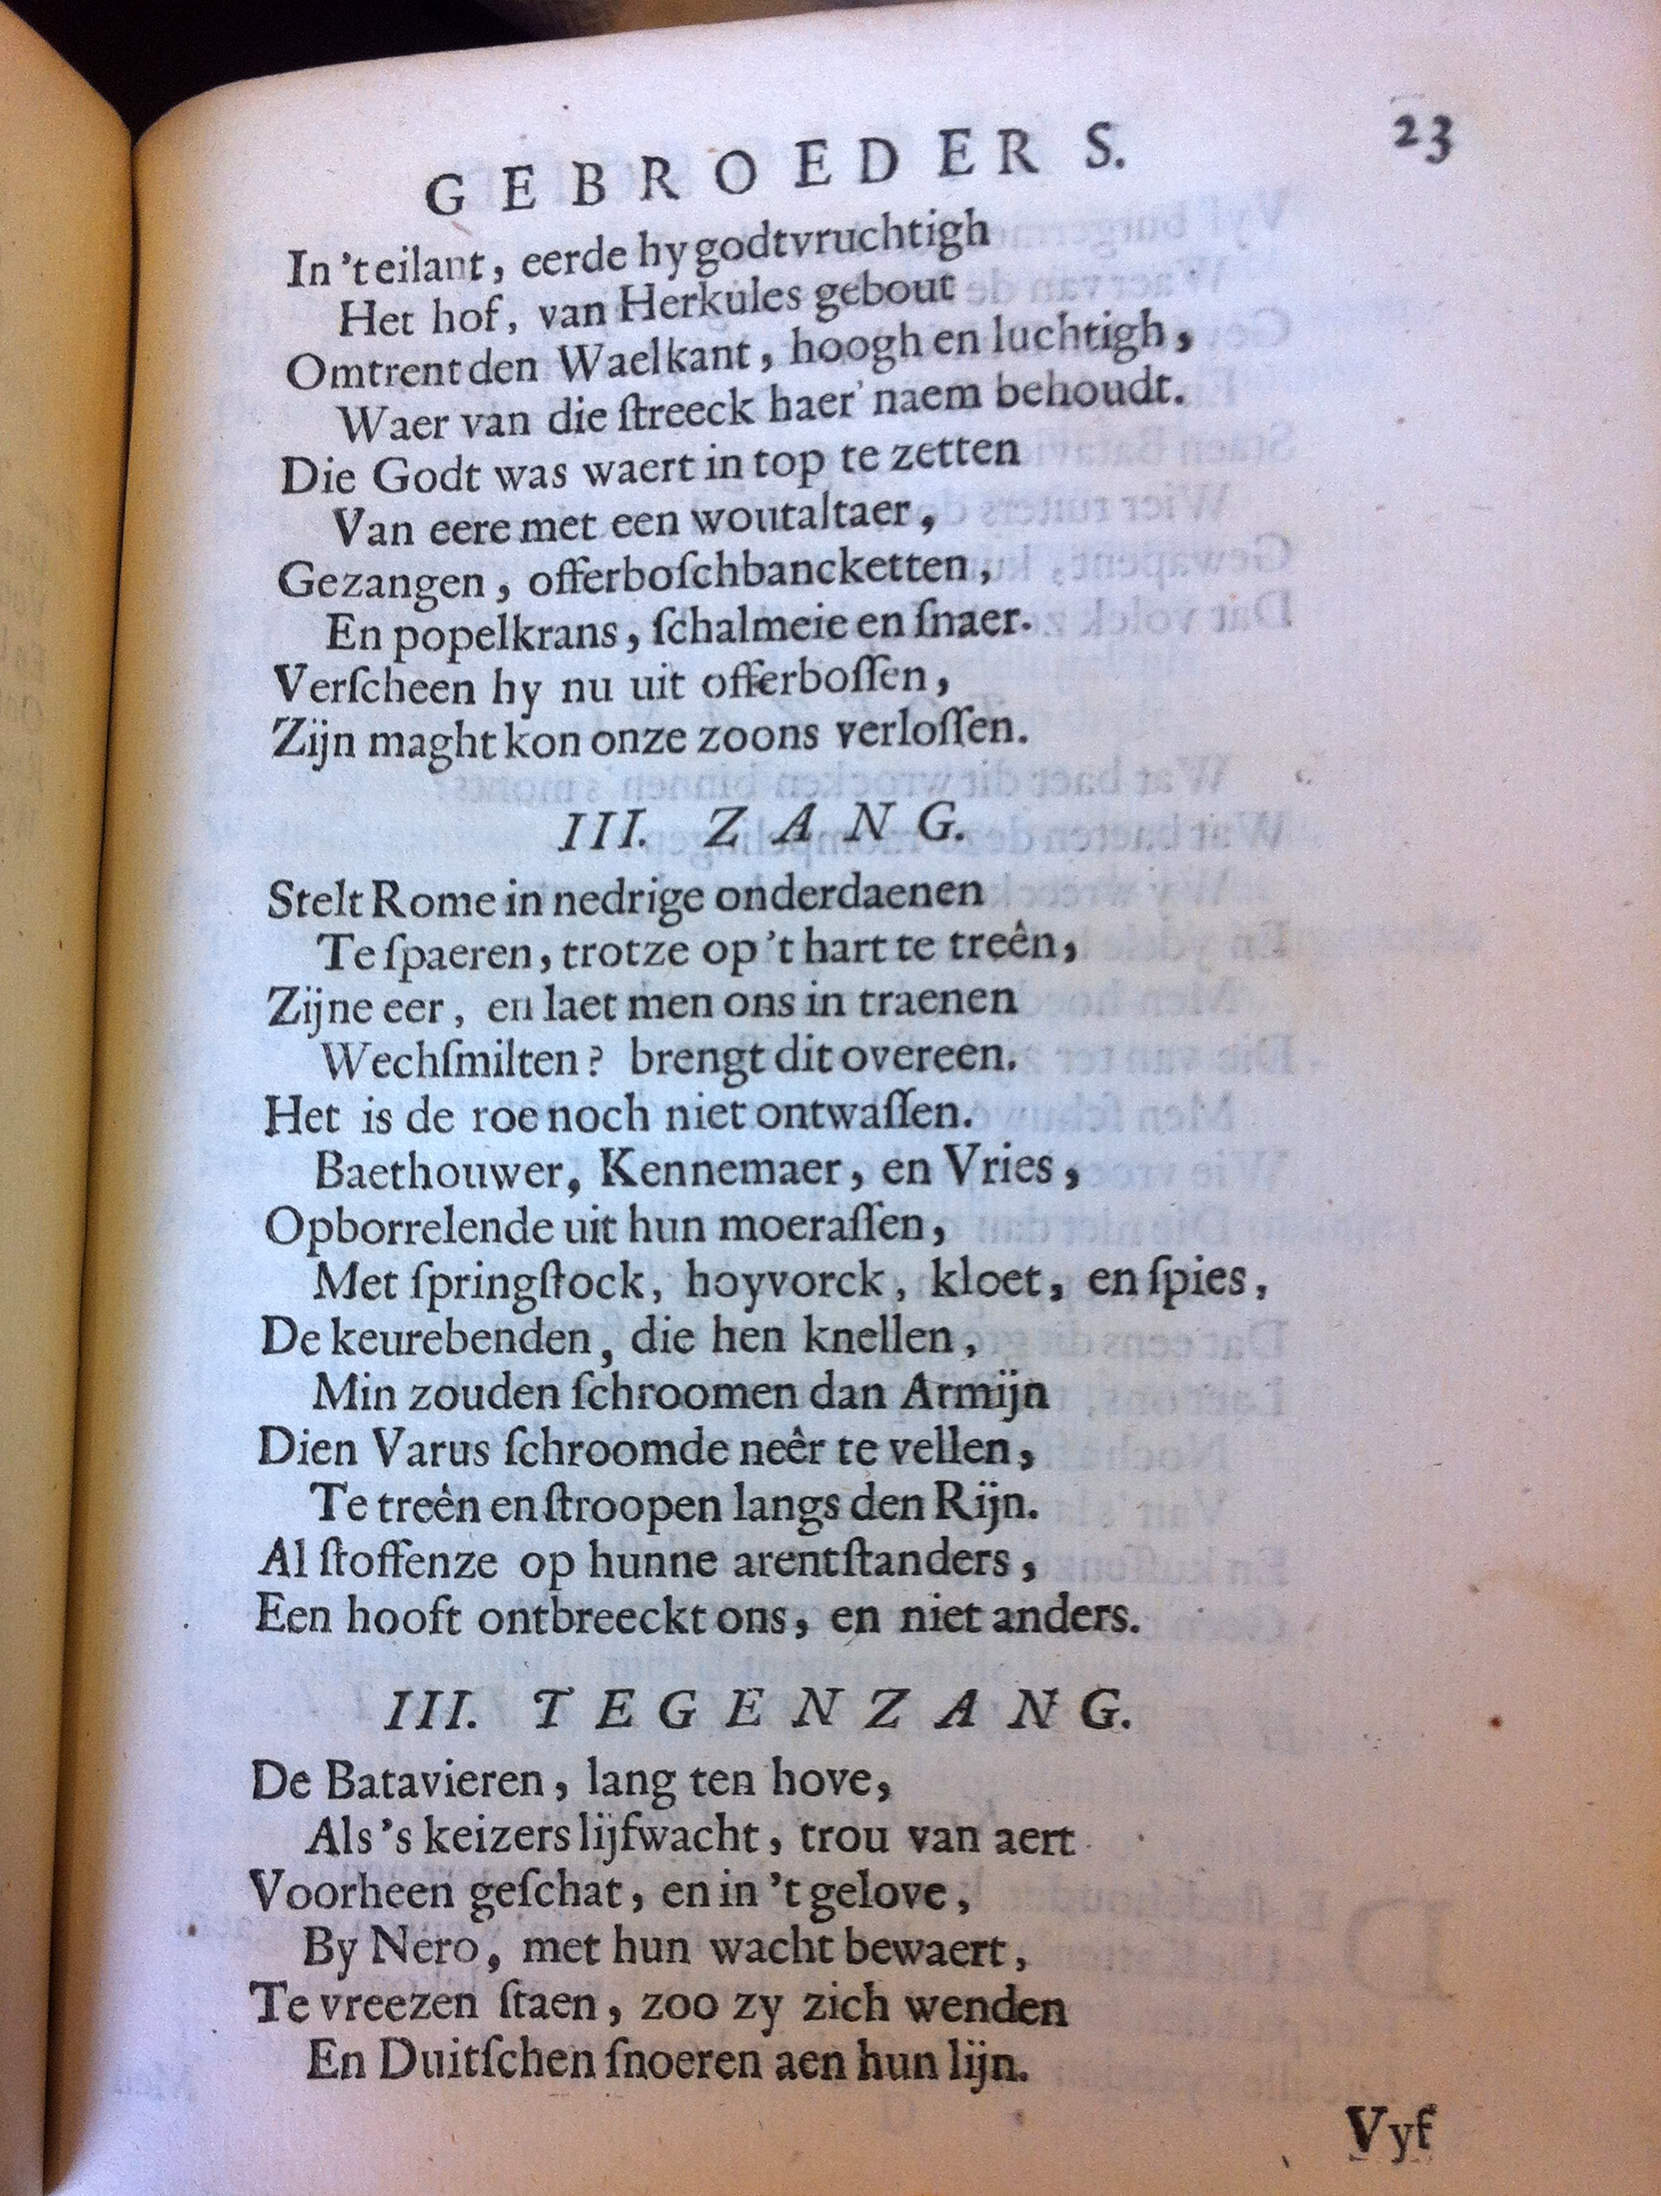 GEBROEDERS. 23
In 't eilant, eerde hy godtvruchtigh
Het hof, van Herkules gebout
Omtrent den Waelkant, hoogh en luchtigh,
Waer van die ſtreeck haer' naem behoudt.
Die Godt was waert in top te zetten
Van eere met een woutaltaer,
Gezangen, offerboſchbancketten,
En popelkrans, ſchalmeie en ſnaer.
Verſcheen hy nu uit offerboſſen,
Zijn maght kon onze zoons verloſſen.
III. ZANG.
Stelt Rome in nedrige onderdaenen
Te ſpaeren, trotze op 't hart te treên,
Zijne eer, en laet men ons in traenen
Wechſmilten? brengt dit overeen.
Het is de roe noch niet ontwaſſen.
Baethouwer, Kennemaer, en Vries,
Opborrelende uit hun moeraſſen,
Met ſpringſtock, hoyvorck, kloet, en ſpies,
De keurebenden, die hen knellen,
Min zouden ſchroomen dan Armijn
Dien Varus ſchroomde neêr te vellen,
Te treên en ſtroopen langs den Rijn.
Al ſtoffenze op hunne arentſtanders,
Een hooft ontbreeckt ons, en niet anders.
III. TEGENZANG.
De Batavieren, lang ten hove,
Als 's keizers lijfwacht, trou van aert
Voorheen geſchat, en in 't gelove,
By Nero, met hun wacht bewaert,
Te vreezen ſtaen, zoo zy zich wenden
En Duitſchen ſnoeren aen hun lijn.
Vyf